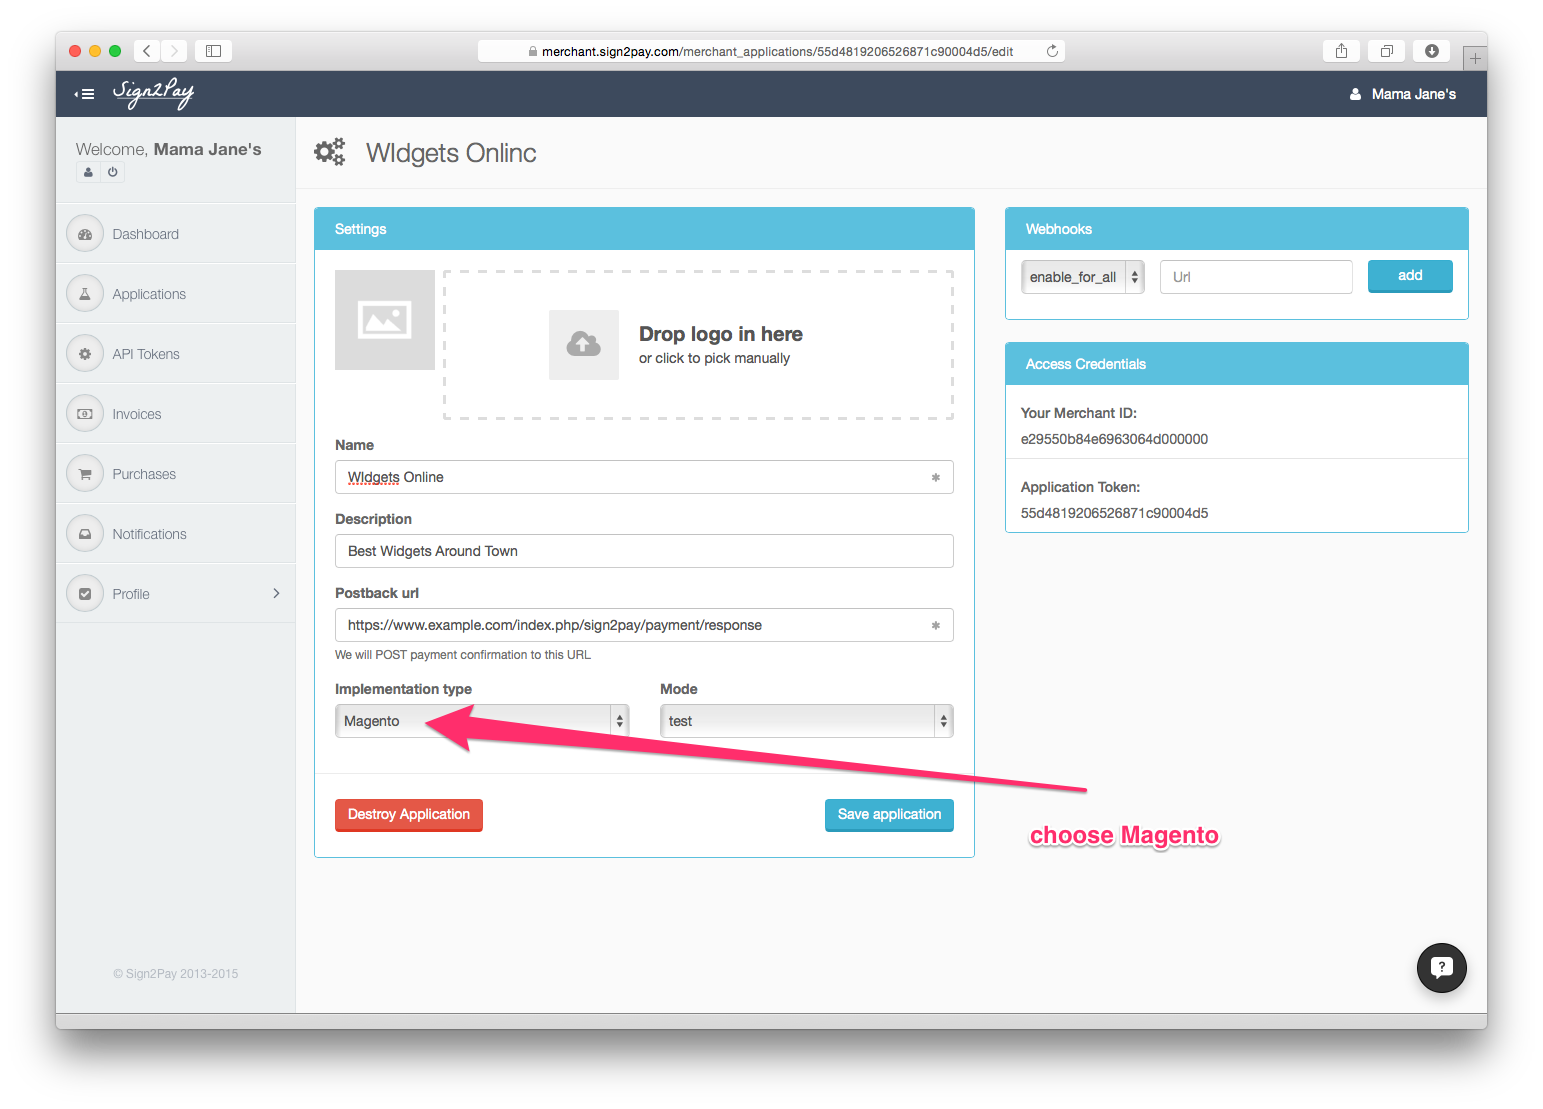 merchant.sign2pay.com/merchant_applications/55d4819206526871c90004d5/edit
Sign2Pay
Mama Jane's
Welcome, Mama Jane's
Dashboard
Applications
API Tokens
Invoices
Purchases
Notifications
Profile
© Sign2Pay 2013-2015
WIdgets Onlinc
Settings
Drop logo in here
or click to pick manually
Name
WIdgets Online
Description
Best Widgets Around Town
Postback url
https://www.example.com/index.php/sign2pay/payment/response
We will POST payment confirmation to this URL
Implementation type
Mode
Magento
test
Destroy Application
Save application
Webhooks
enable_for_all
Url
add
Access Credentials
Your Merchant ID:
e29550b84e6963064d000000
Application Token:
55d4819206526871c90004d5
choose Magento